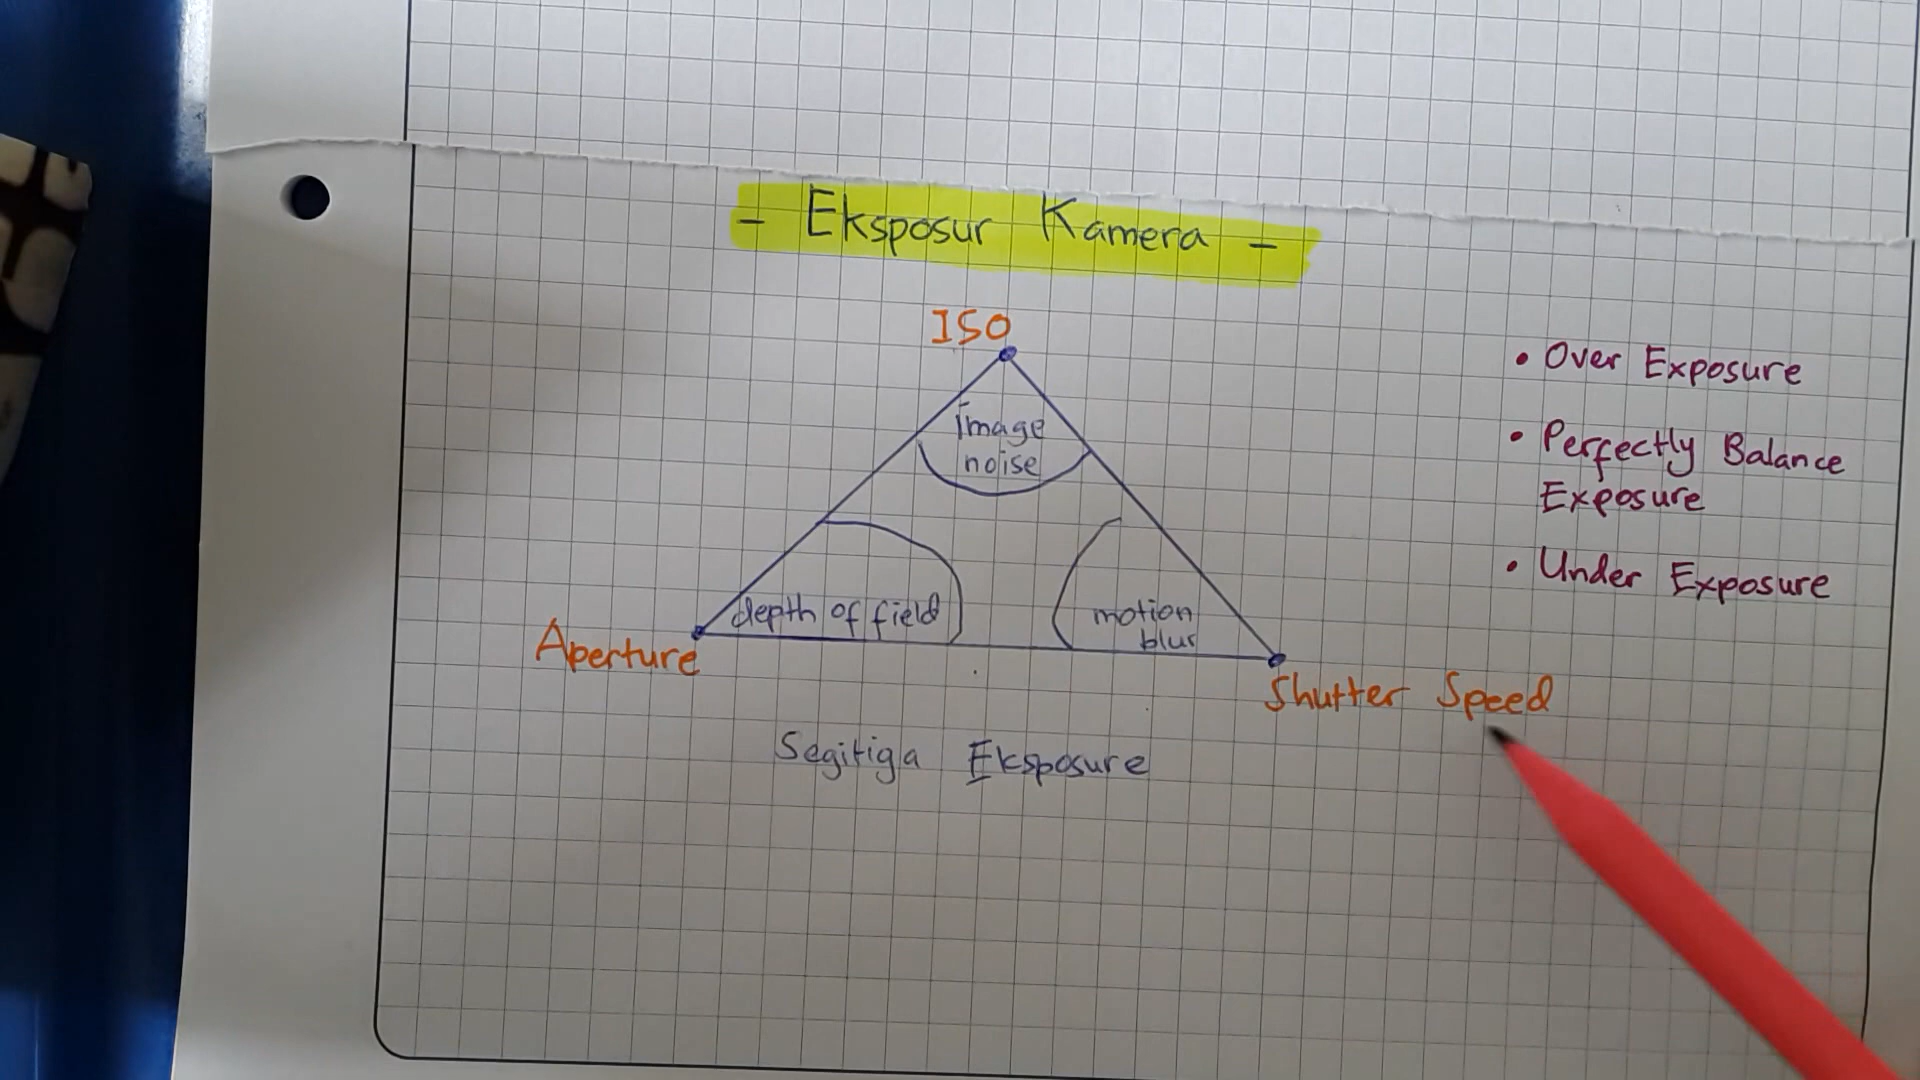 - Eksposur Kamera -
ISO
image
noise
depth of field
motion
blur
Aperture
Shutter Speed
Segitiga Eksposure
• Over Exposure
• Perfectly Balance
Exposure
• Under Exposure